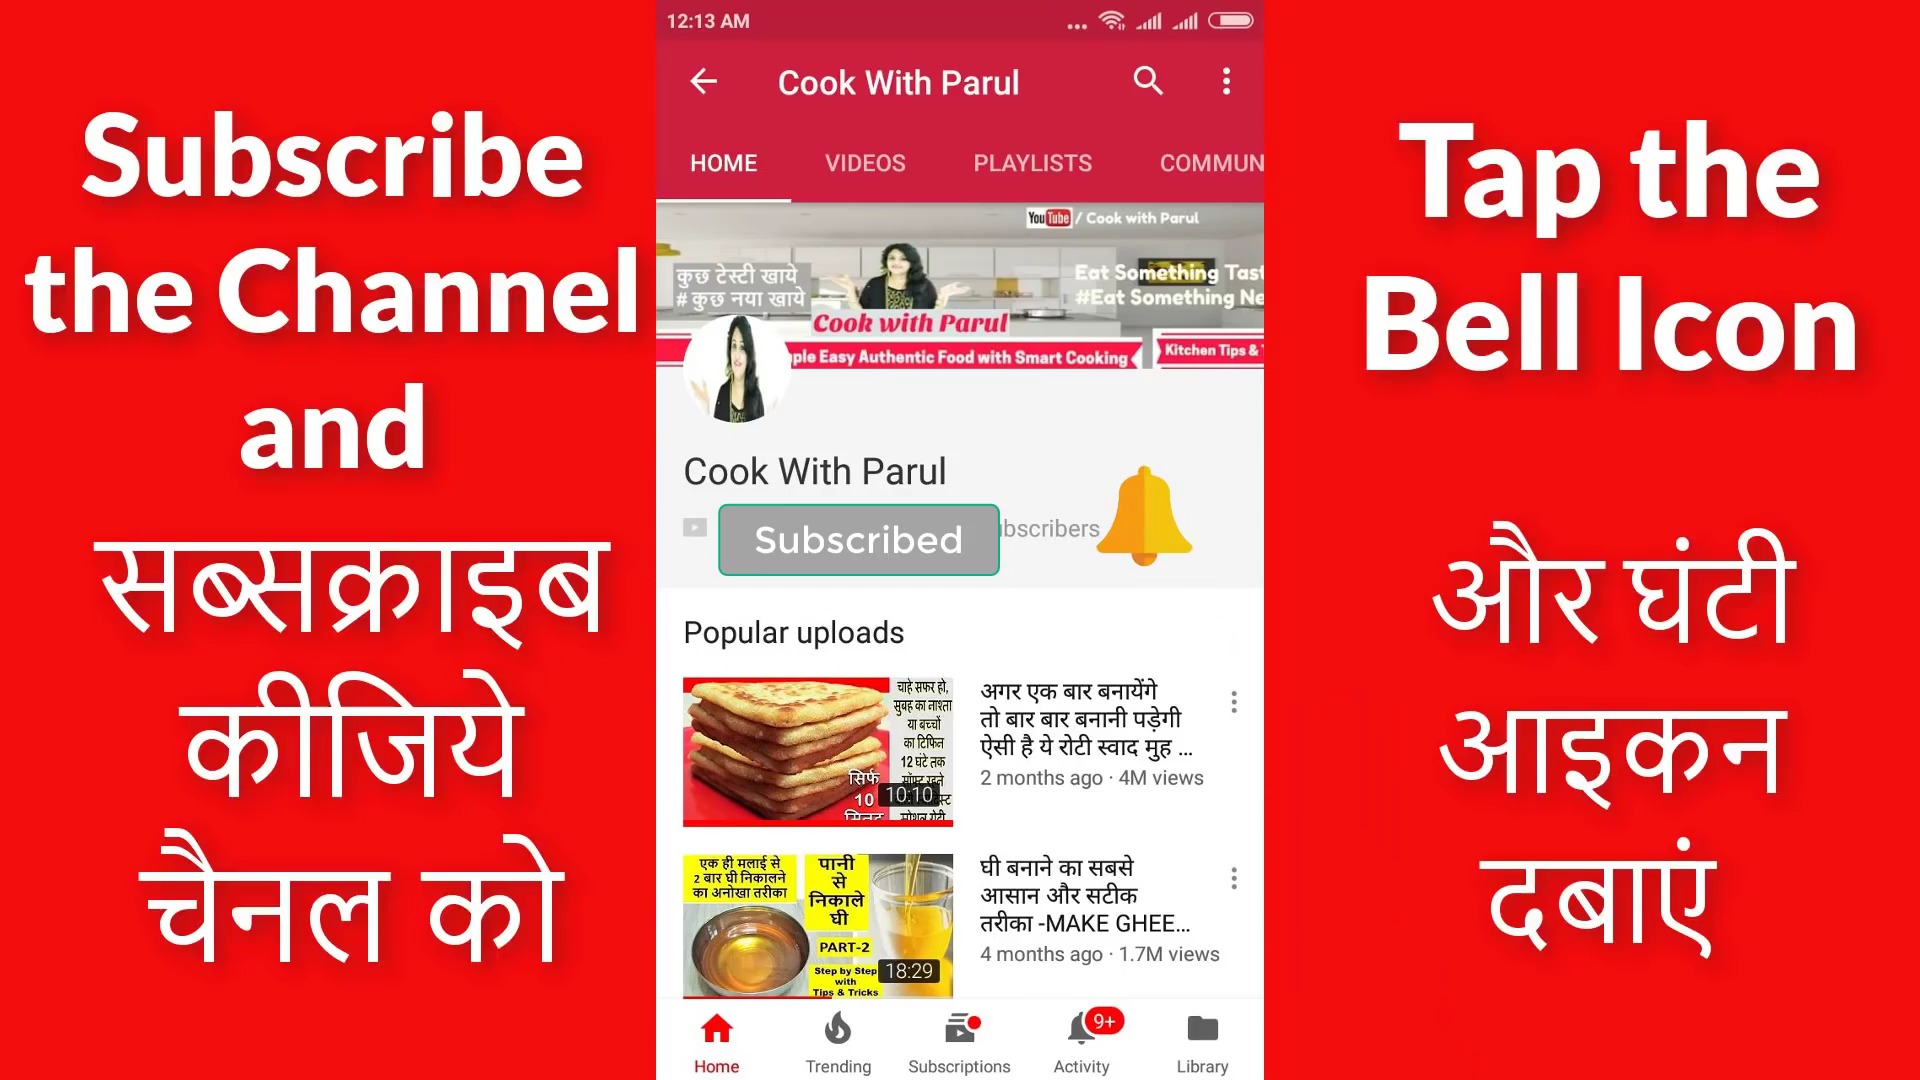 Subscribe
the Channel
and
सब्सक्राइब
कीजिये
चैनल को
12:13 AM
Cook With Parul
HOME VIDEOS PLAYLISTS COMMUN
YouTube / Cook with Parul
कुछ टेस्टी खाये
# कुछ नया खाये
Eat Something Tast
#Eat Something Ne
Cook with Parul
ple Easy Authentic Food with Smart Cooking
Kitchen Tips &
Cook With Parul
Subscribed
bscribers
Popular uploads
चाहे सफर हो,
सुबह का नाश्ता
या बच्चों
का टिफिन
12 घंटे तक
सिर्फ
10
10:10
अगर एक बार बनायेंगे
तो बार बार बनानी पड़ेगी
ऐसी है ये रोटी स्वाद मुह ...
2 months ago · 4M views
एक ही मलाई से
2 बार घी निकालने
का अनोखा तरीका
पानी
से
निकाले
घी
PART-2
Step by Step
with
Tips & Tricks
18:29
घी बनाने का सबसे
आसान और सटीक
तरीका -MAKE GHEE...
4 months ago · 1.7M views
9+
Home Trending Subscriptions Activity Library
Tap the
Bell Icon
और घंटी
आइकन
दबाएं